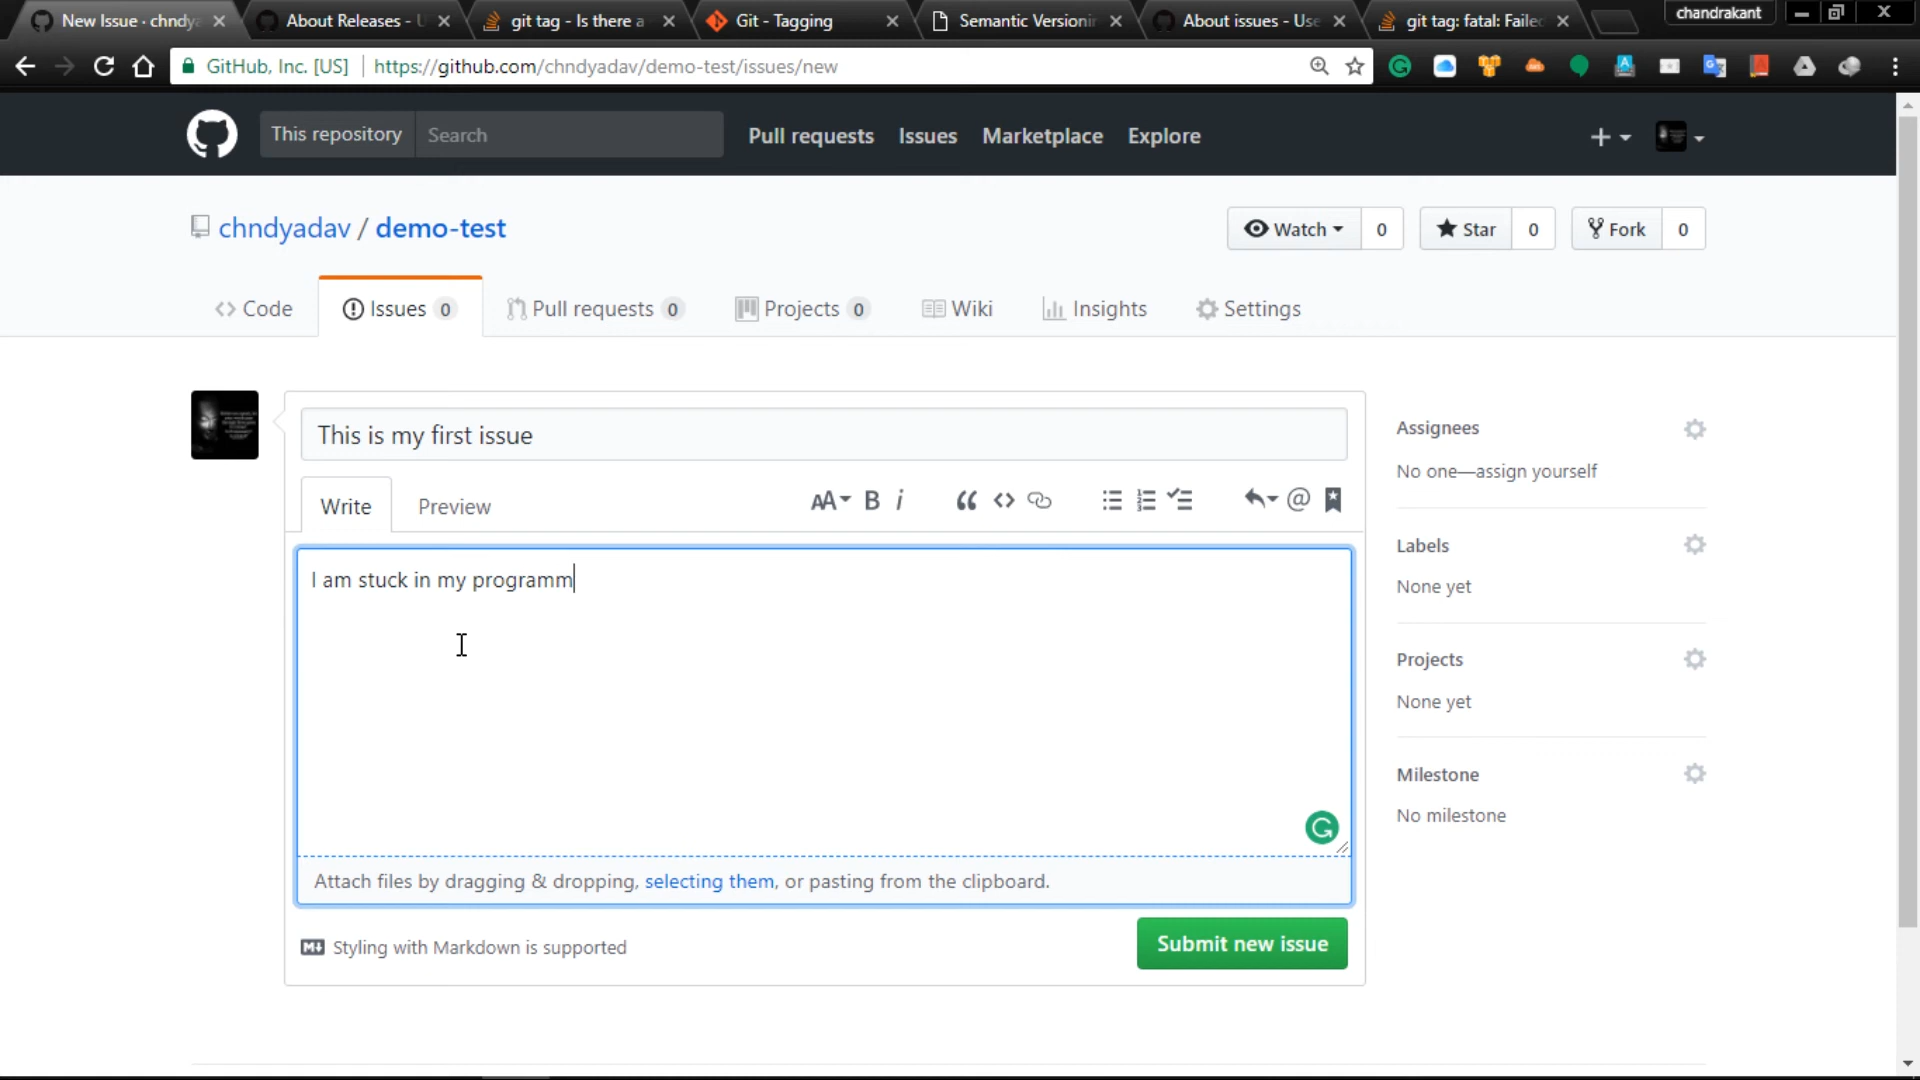 New Issue · chndya
About Releases - U
git tag - Is there a
Git - Tagging
Semantic Versionin
About issues - Use
git tag: fatal: Failed
chandrakant
GitHub, Inc. [US] https://github.com/chndyadav/demo-test/issues/new
This repository Search Pull requests Issues Marketplace Explore
chndyadav / demo-test
Watch 0 Star 0 Fork 0
Code Issues 0 Pull requests 0 Projects 0 Wiki Insights Settings
This is my first issue
Write Preview AA B i
I am stuck in my programm
Attach files by dragging & dropping, selecting them, or pasting from the clipboard.
Styling with Markdown is supported
Submit new issue
Assignees
No one—assign yourself
Labels
None yet
Projects
None yet
Milestone
No milestone